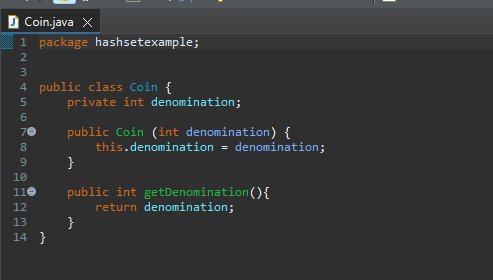 Coin.java
1 package hashsetexample;
2
3
4 public class Coin {
5     private int denomination;
6
7     public Coin (int denomination) {
8         this.denomination = denomination;
9     }
10
11     public int getDenomination(){
12         return denomination;
13     }
14 }